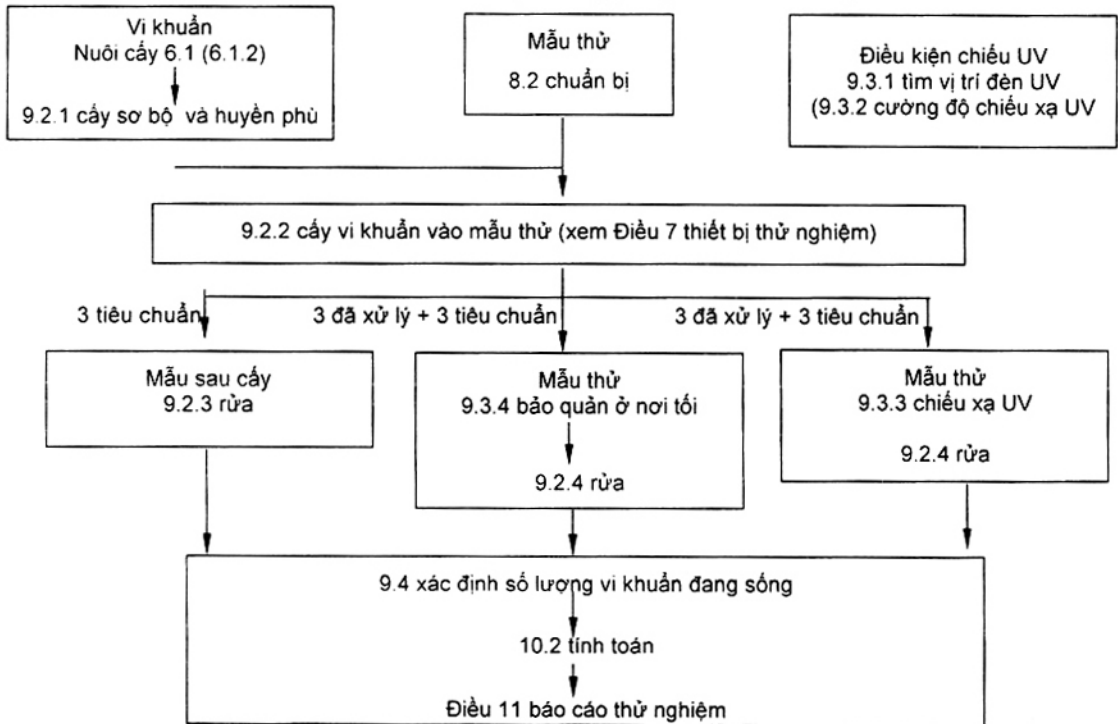 Vi khuẩn
Nuôi cấy 6.1 (6.1.2)
9.2.1 cấy sơ bộ và huyền phù
Mẫu thử
8.2 chuẩn bị
Điều kiện chiếu UV
9.3.1 tìm vị trí đèn UV
(9.3.2 cường độ chiếu xạ UV
9.2.2 cấy vi khuẩn vào mẫu thử (xem Điều 7 thiết bị thử nghiệm)
3 tiêu chuẩn
3 đã xử lý + 3 tiêu chuẩn
3 đã xử lý + 3 tiêu chuẩn
Mẫu sau cấy
9.2.3 rửa
Mẫu thử
9.3.4 bảo quản ở nơi tối
9.2.4 rửa
Mẫu thử
9.3.3 chiếu xạ UV
9.2.4 rửa
9.4 xác định số lượng vi khuẩn đang sống
10.2 tính toán
Điều 11 báo cáo thử nghiệm